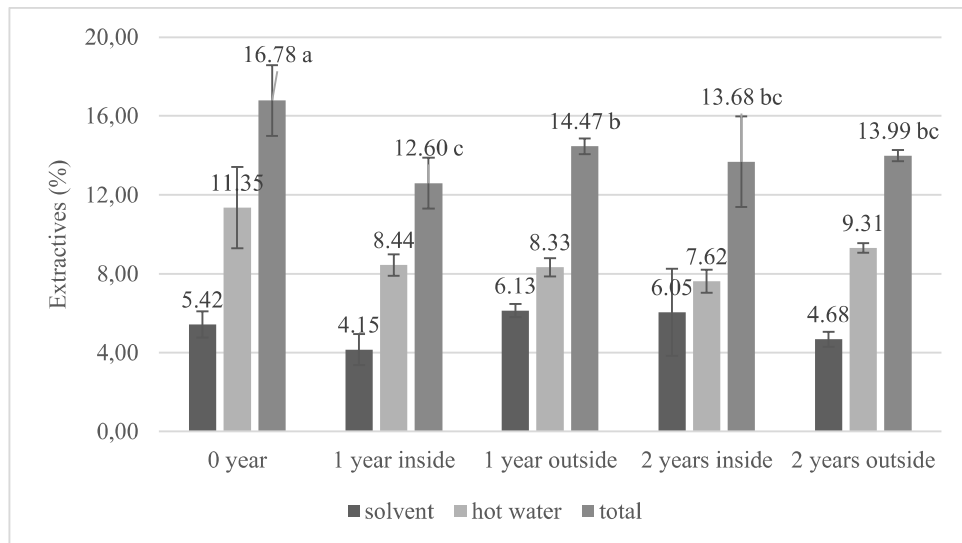 20,00
16,00
12,00
8,00
4,00
0,00
Extractives (%)
5.42
11.35
16.78 a
4.15
8.44
12.60 c
6.13
8.33
14.47 b
6.05
7.62
13.68 bc
4.68
9.31
13.99 bc
0 year
1 year inside
1 year outside
2 years inside
2 years outside
solvent hot water total